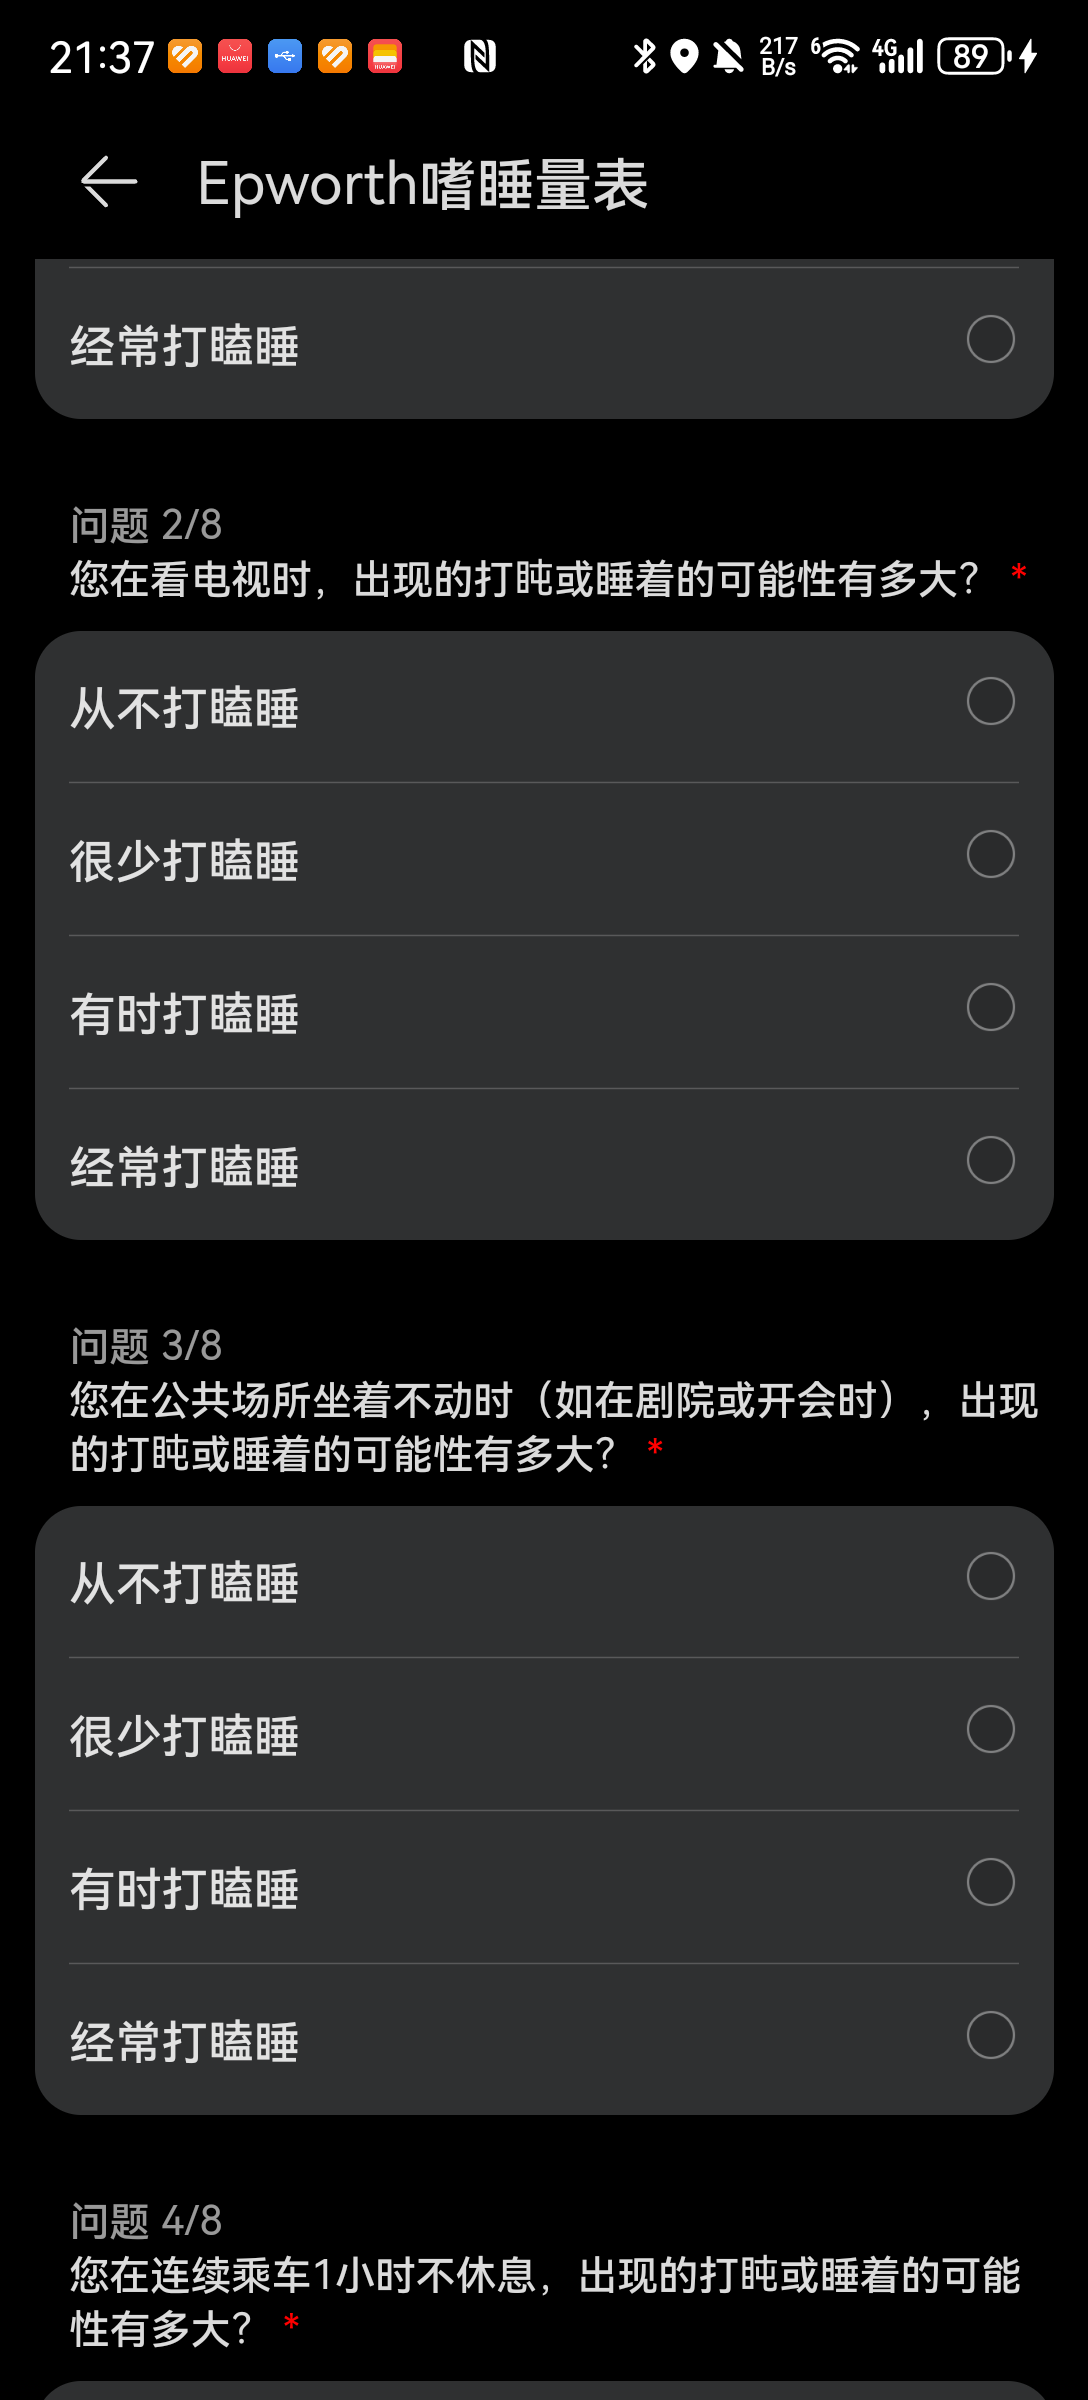 21:37
HUAWEI
HUAWEI
217
B/s
6
4G
89
Epworth嗜睡量表
经常打瞌睡
问题 2/8
您在看电视时，出现的打盹或睡着的可能性有多大？ *
从不打瞌睡
很少打瞌睡
有时打瞌睡
经常打瞌睡
问题 3/8
您在公共场所坐着不动时（如在剧院或开会时），出现
的打盹或睡着的可能性有多大？ *
从不打瞌睡
很少打瞌睡
有时打瞌睡
经常打瞌睡
问题 4/8
您在连续乘车1小时不休息，出现的打盹或睡着的可能
性有多大？ *